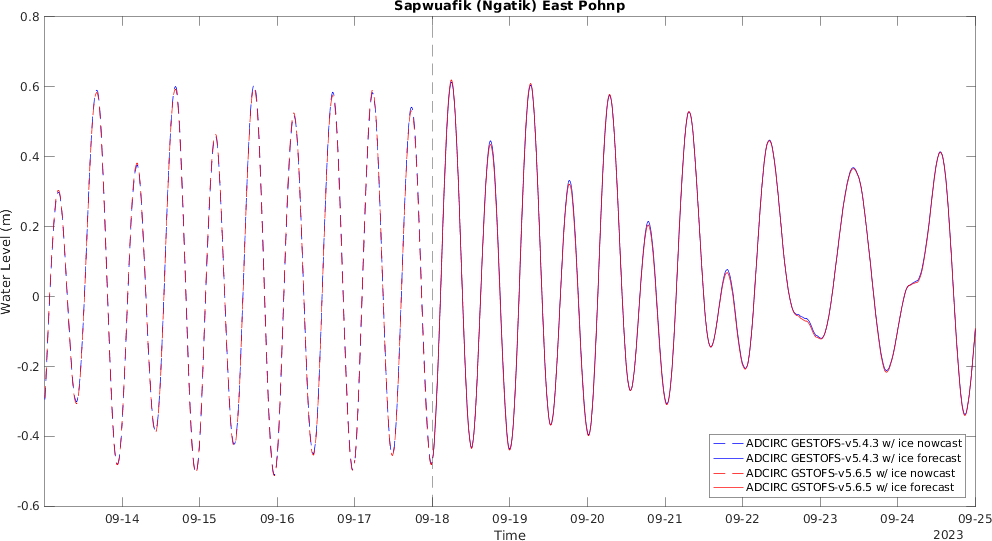 Sapwuafik (Ngatik) East Pohnp
0.8
0.6
0.4
0.2
0
-0.2
-0.4
-0.6
Water Level (m)
ADCIRC GESTOFS-v5.4.3 w/ ice nowcast
ADCIRC GESTOFS-v5.4.3 w/ ice forecast
ADCIRC GSTOFS-v5.6.5 w/ ice nowcast
ADCIRC GSTOFS-v5.6.5 w/ ice forecast
09-14 09-15 09-16 09-17 09-18 09-19 09-20 09-21 09-22 09-23 09-24 09-25
Time
2023